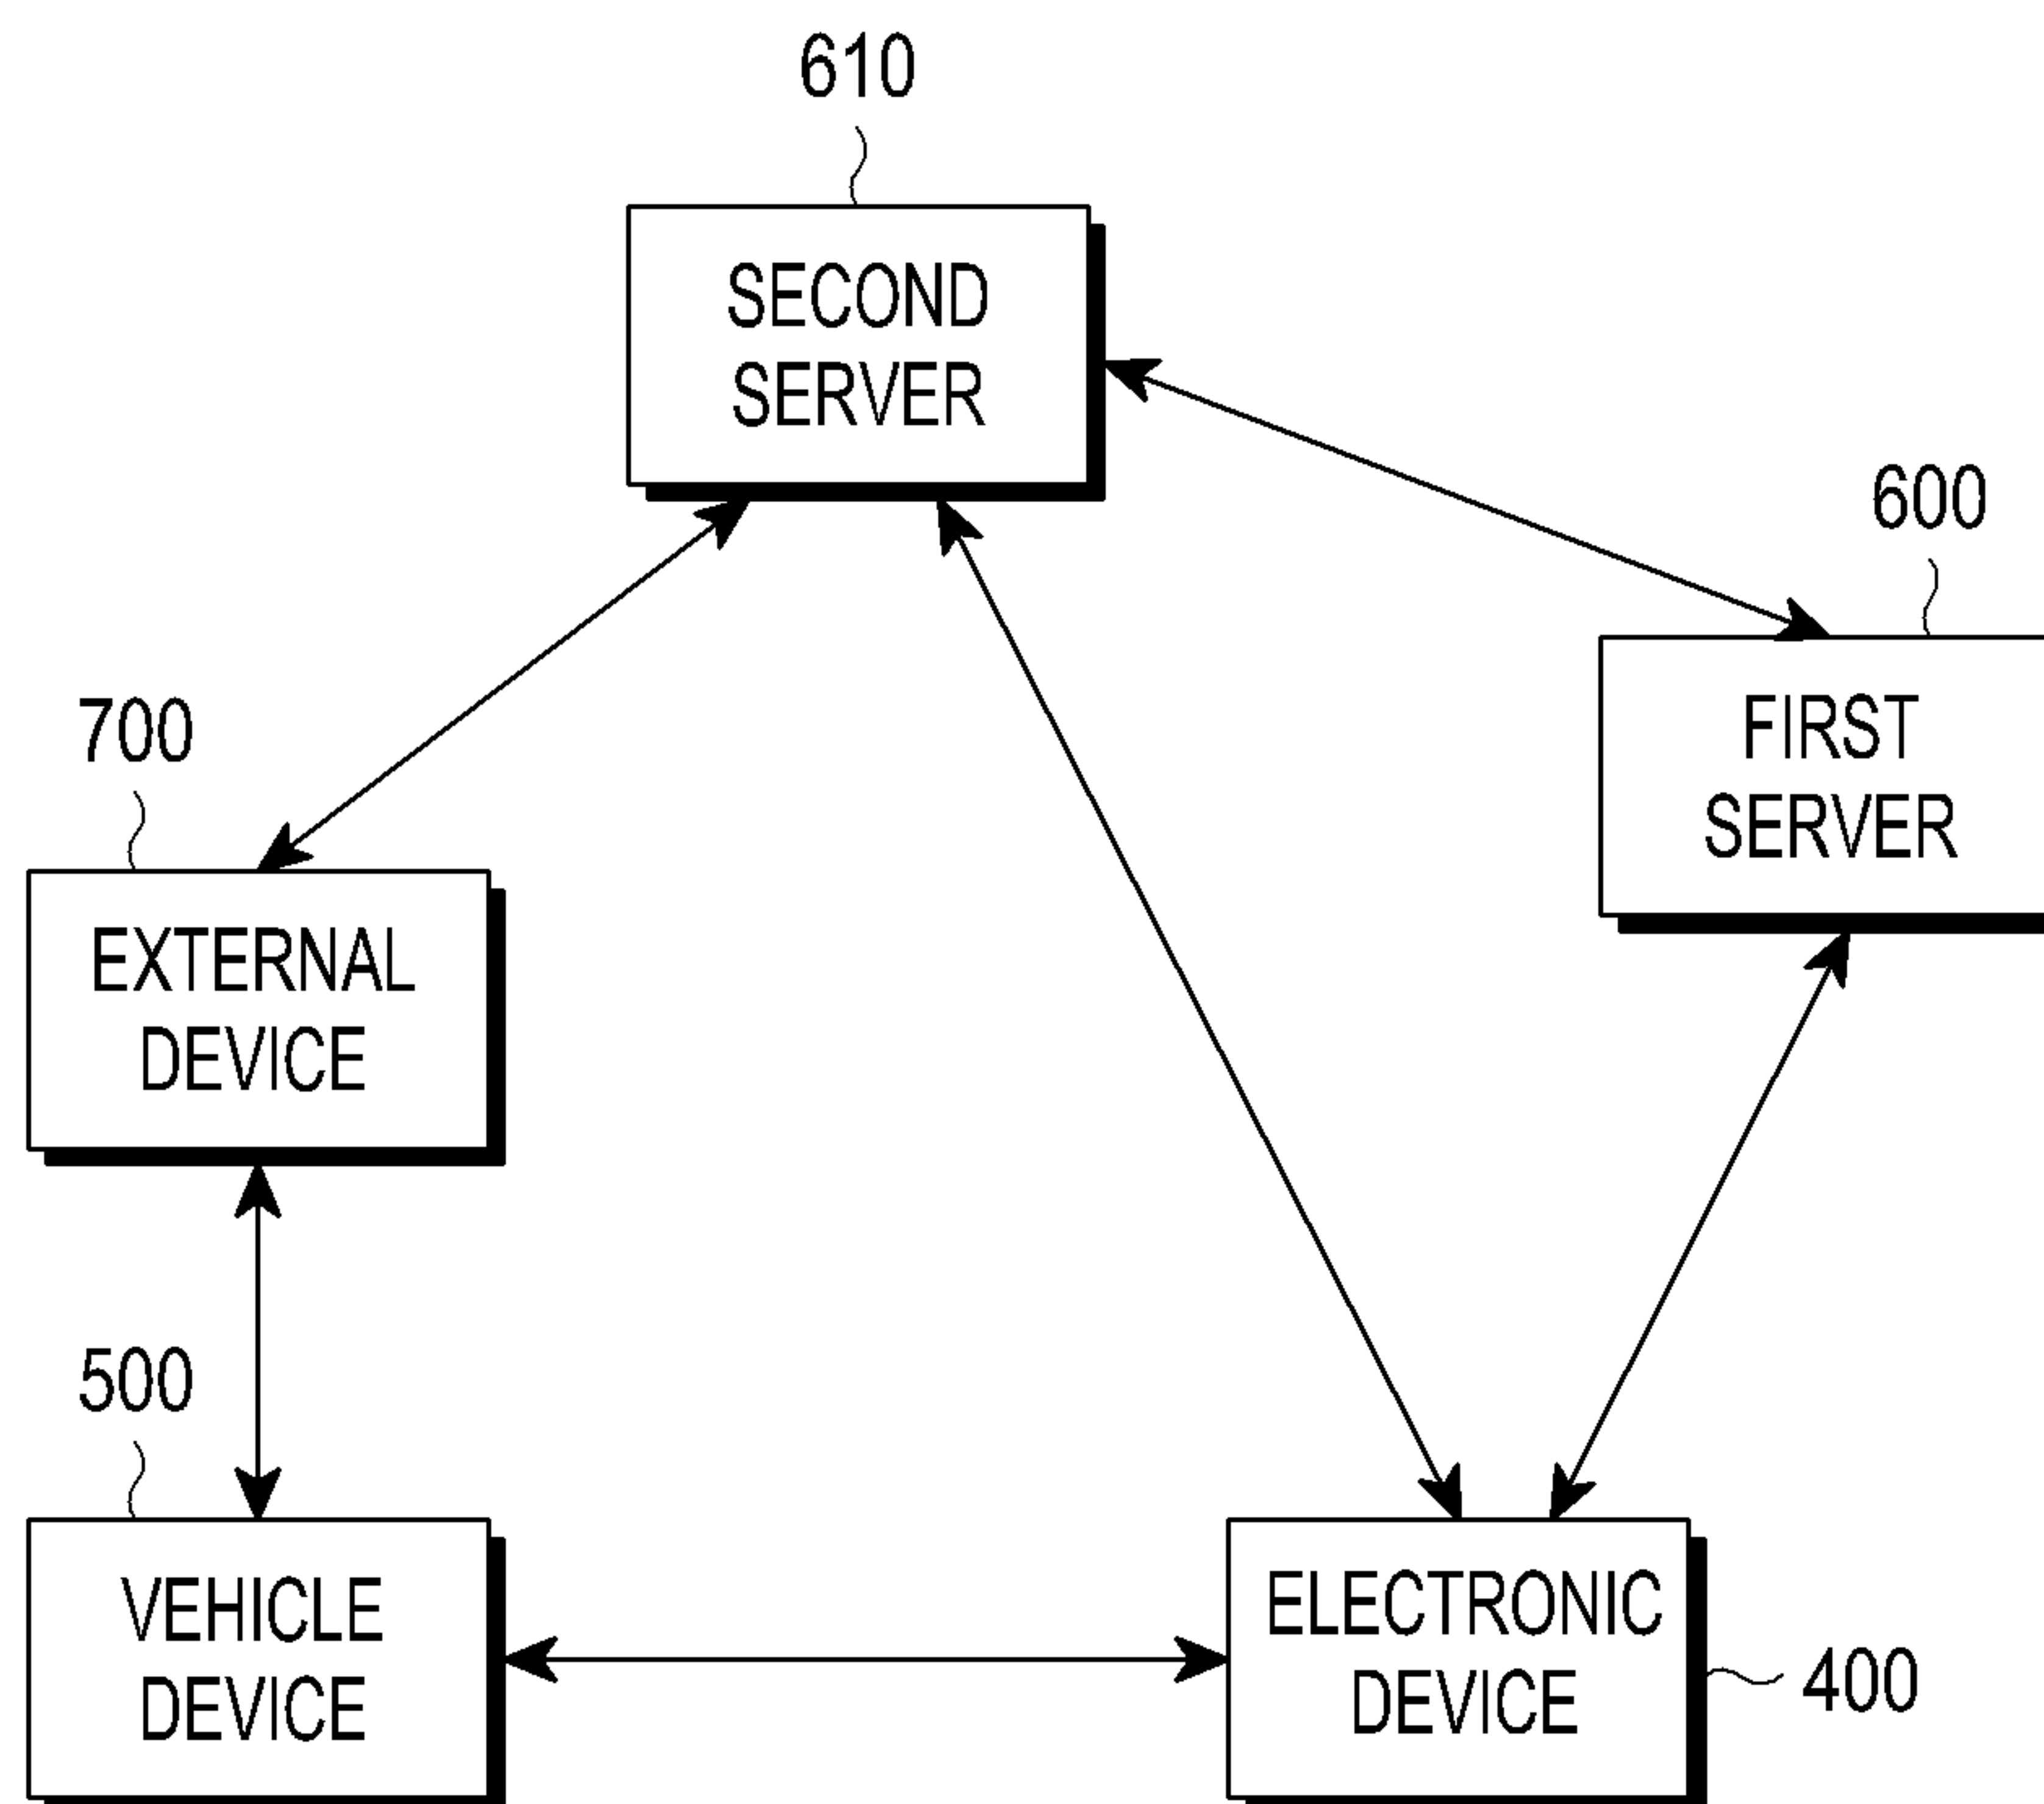 610
SECOND
SERVER
600
FIRST
SERVER
700
EXTERNAL
DEVICE
500
VEHICLE
DEVICE
ELECTRONIC
DEVICE
400